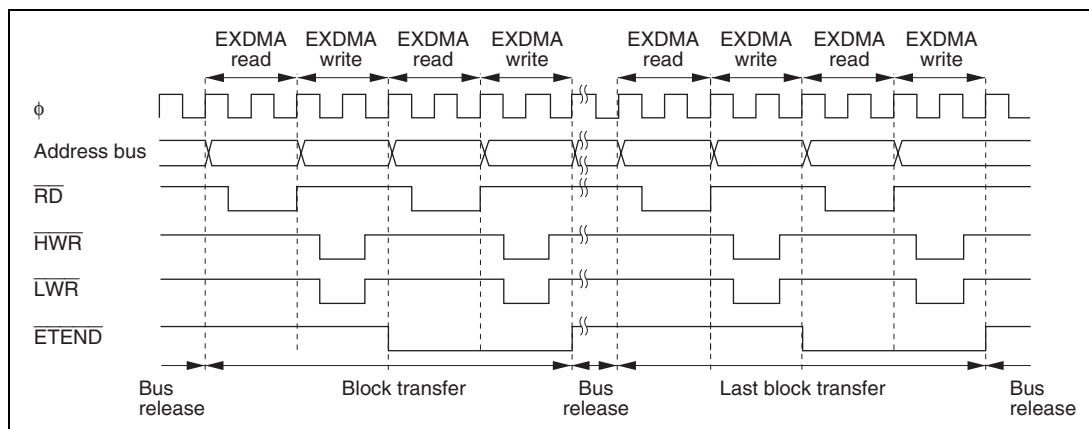 EXDMA read
EXDMA write
EXDMA read
EXDMA write
EXDMA read
EXDMA write
EXDMA read
EXDMA write
ϕ
Address bus
RD
HWR
LWR
ETEND
Bus release
Block transfer
Bus release
Last block transfer
Bus release